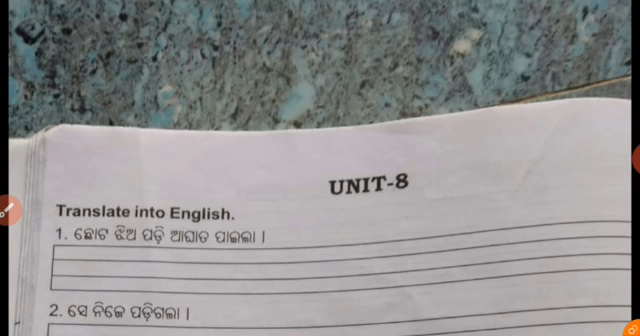 UNIT-8
Translate into English.
1. ଛୋଟ ଝିଅ ପଡ଼ି ଆଘାତ ପାଇଲା ।
2. ସେ ନିଜେ ପଡ଼ିଗଲା ।